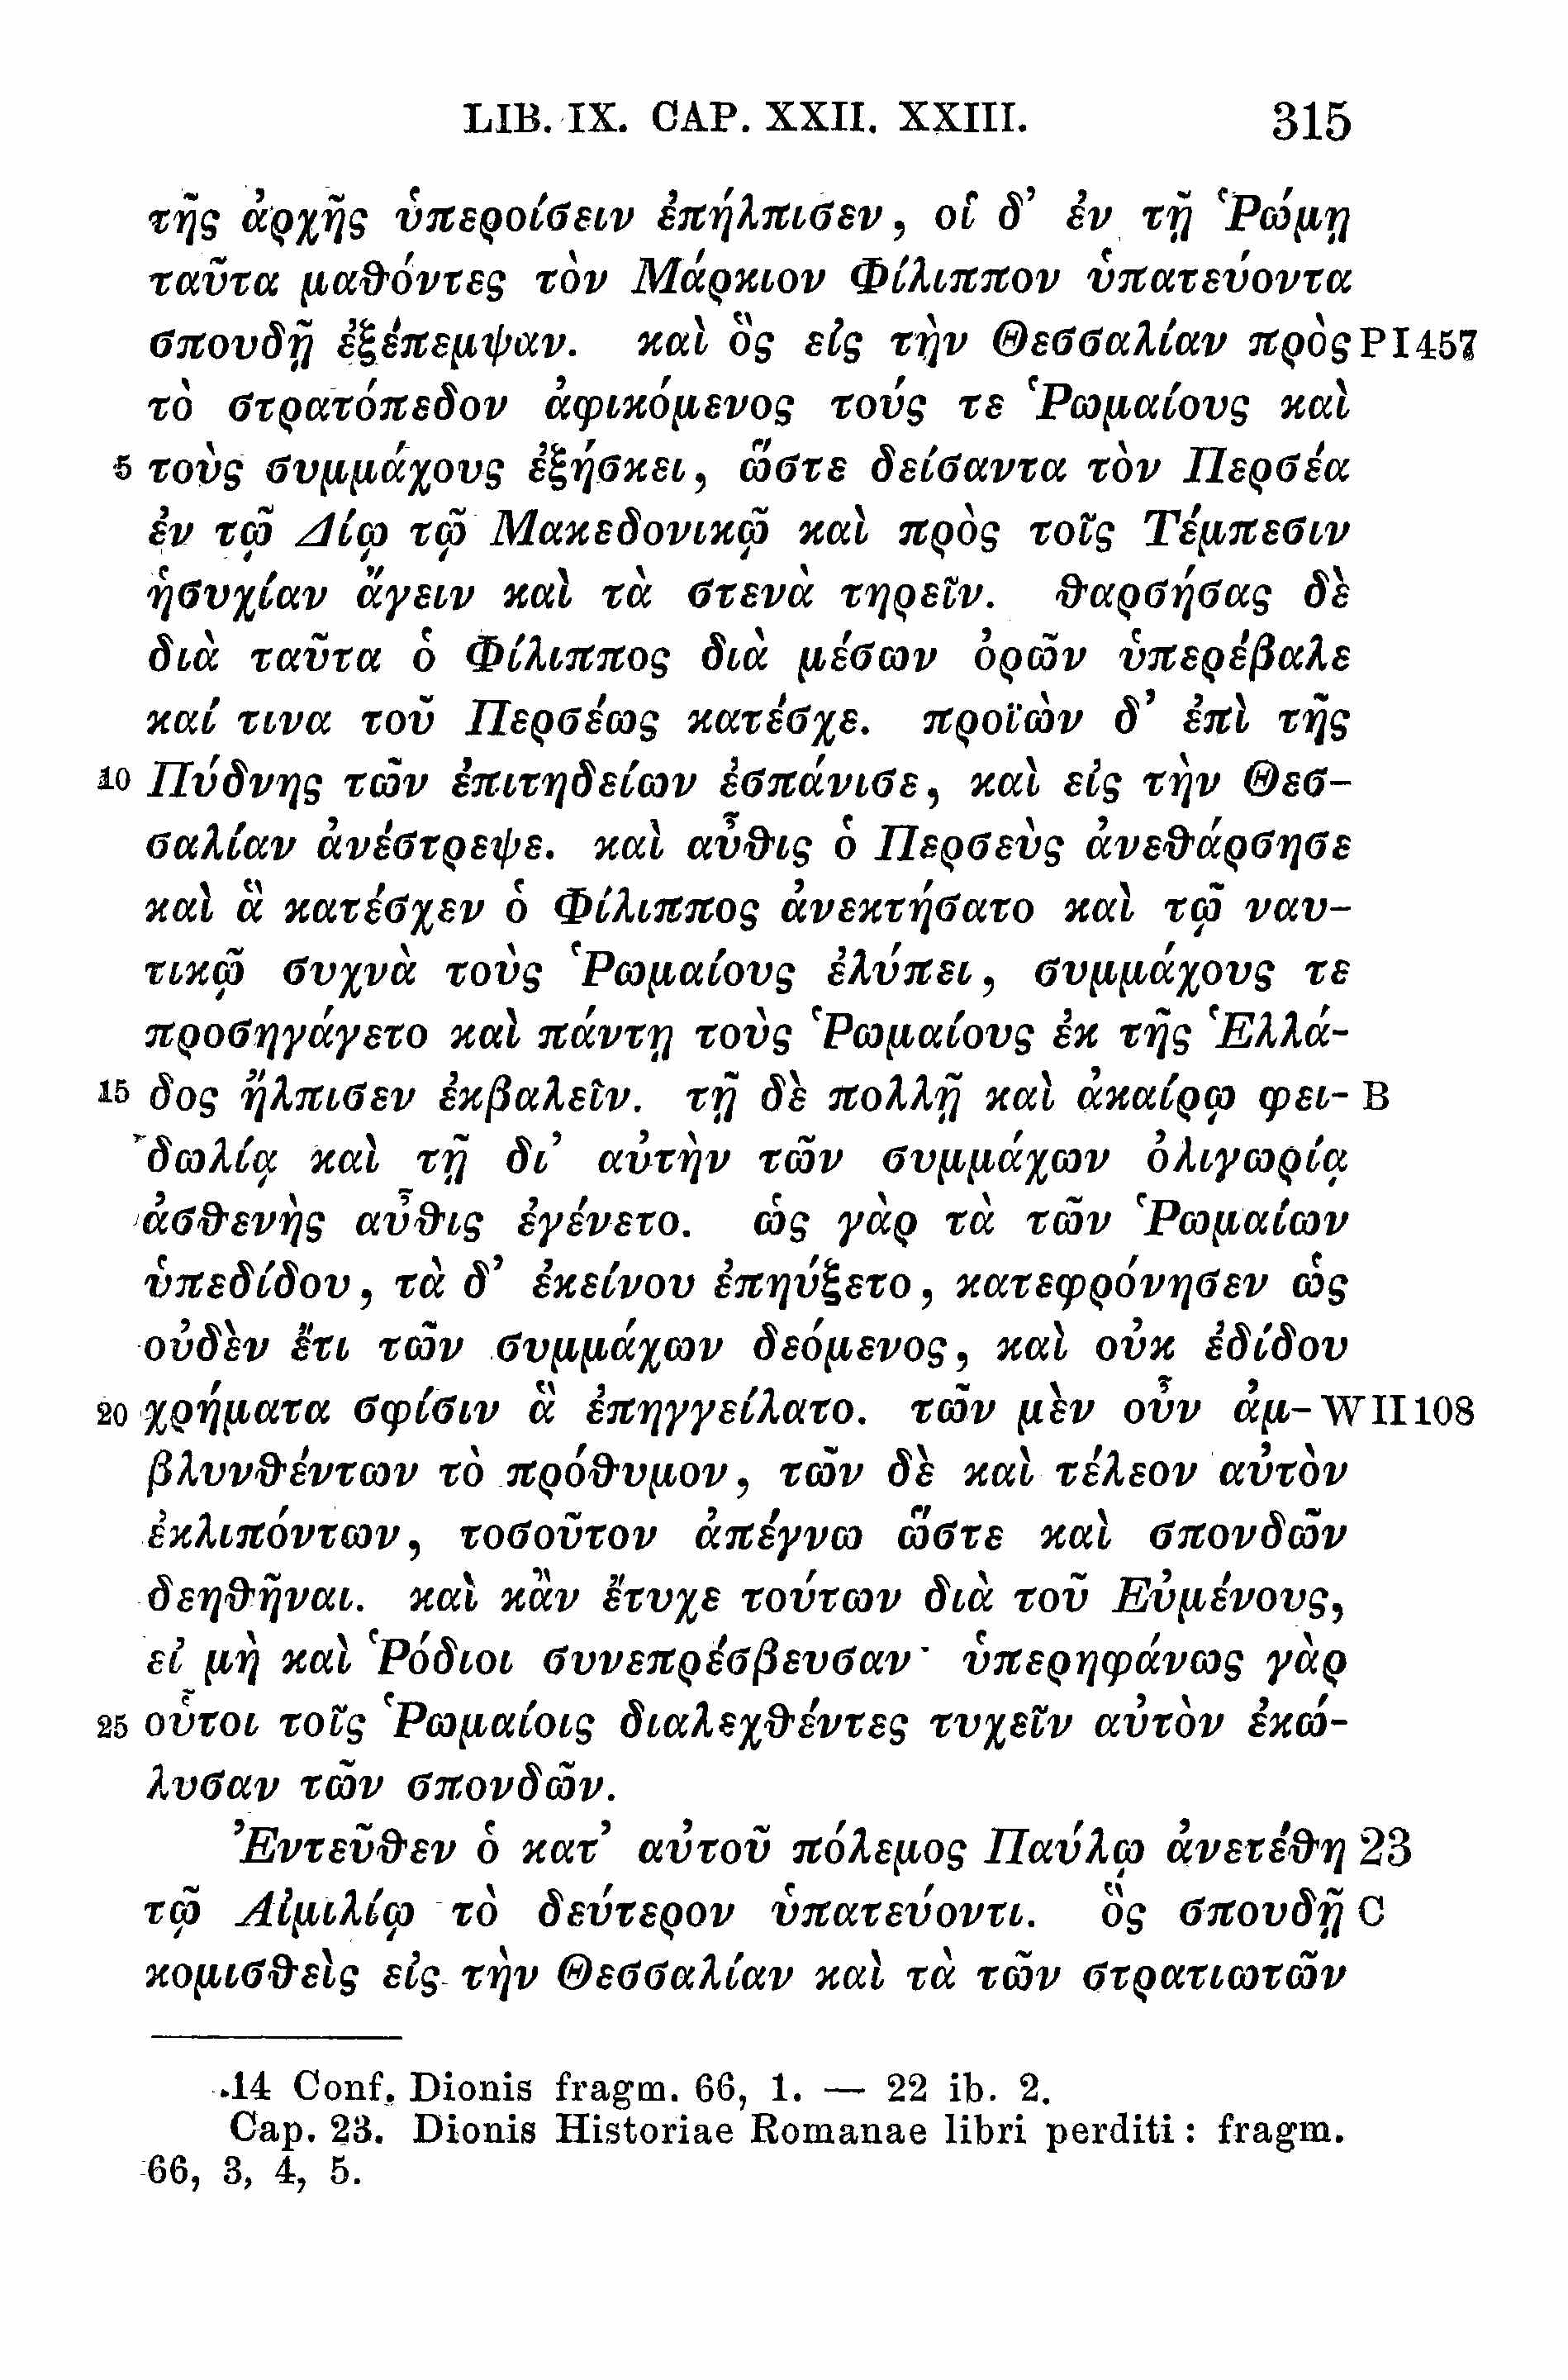 LIB. IX. CAP. XXII. XXIII. 315
τῆς ἀρχῆς ὑπεροίσειν ἐπήλπισεν, οἱ δ’ ἐν τῇ Ῥώμῃ
ταῦτα μαθόντες τὸν Μάρκιον Φίλιππον ὑπατεύοντα
σπουδῇ ἐξέπεμψαν. καὶ ὃς εἰς τὴν Θεσσαλίαν πρὸς P I 457
τὸ στρατόπεδον ἀφικόμενος τούς τε Ῥωμαίους καὶ
5 τοὺς συμμάχους ἐξήσκει, ὥστε δείσαντα τὸν Περσέα
ἐν τῷ Δίῳ τῷ Μακεδονικῷ καὶ πρὸς τοῖς Τέμπεσιν
ἡσυχίαν ἄγειν καὶ τὰ στενὰ τηρεῖν. θαρσήσας δὲ
διὰ ταῦτα ὁ Φίλιππος διὰ μέσων ὀρῶν ὑπερέβαλε
καί τινα τοῦ Περσέως κατέσχε. προϊὼν δ’ ἐπὶ τῆς
10 Πύδνης τῶν ἐπιτηδείων ἐσπάνισε, καὶ εἰς τὴν Θεσ-
σαλίαν ἀνέστρεψε. καὶ αὖθις ὁ Περσεὺς ἀνεθάρσησε
καὶ ἃ κατέσχεν ὁ Φίλιππος ἀνεκτήσατο καὶ τῷ ναυ-
τικῷ συχνὰ τοὺς Ῥωμαίους ἐλύπει, συμμάχους τε
προσηγάγετο καὶ πάντῃ τοὺς Ῥωμαίους ἐκ τῆς Ἑλλά-
15 δος ἤλπισεν ἐκβαλεῖν. τῇ δὲ πολλῇ καὶ ἀκαίρῳ φει- B
δωλίᾳ καὶ τῇ δι’ αὐτὴν τῶν συμμάχων ὀλιγωρίᾳ
ἀσθενὴς αὖθις ἐγένετο. ὡς γὰρ τὰ τῶν Ῥωμαίων
ὑπεδίδου, τὰ δ’ ἐκείνου ἐπηύξετο, κατεφρόνησεν ὡς
οὐδὲν ἔτι τῶν συμμάχων δεόμενος, καὶ οὐκ ἐδίδου
20 χρήματα σφίσιν ἃ ἐπηγγείλατο. τῶν μὲν οὖν ἀμ- W II 108
βλυνθέντων τὸ πρόθυμον, τῶν δὲ καὶ τέλεον αὐτὸν
ἐκλιπόντων, τοσοῦτον ἀπέγνω ὥστε καὶ σπονδῶν
δεηθῆναι. καὶ κἂν ἔτυχε τούτων διὰ τοῦ Εὐμένους,
εἰ μὴ καὶ Ῥόδιοι συνεπρέσβευσαν· ὑπερηφάνως γὰρ
25 οὗτοι τοῖς Ῥωμαίοις διαλεχθέντες τυχεῖν αὐτὸν ἐκώ-
λυσαν τῶν σπονδῶν.
Ἐντεῦθεν ὁ κατ’ αὐτοῦ πόλεμος Παύλῳ ἀνετέθη 23
τῷ Αἰμιλίῳ τὸ δεύτερον ὑπατεύοντι. ὃς σπουδῇ C
κομισθεὶς εἰς τὴν Θεσσαλίαν καὶ τὰ τῶν στρατιωτῶν
14 Conf. Dionis fragm. 66, 1. — 22 ib. 2.
Cap. 23. Dionis Historiae Romanae libri perditi: fragm.
66, 3, 4, 5.